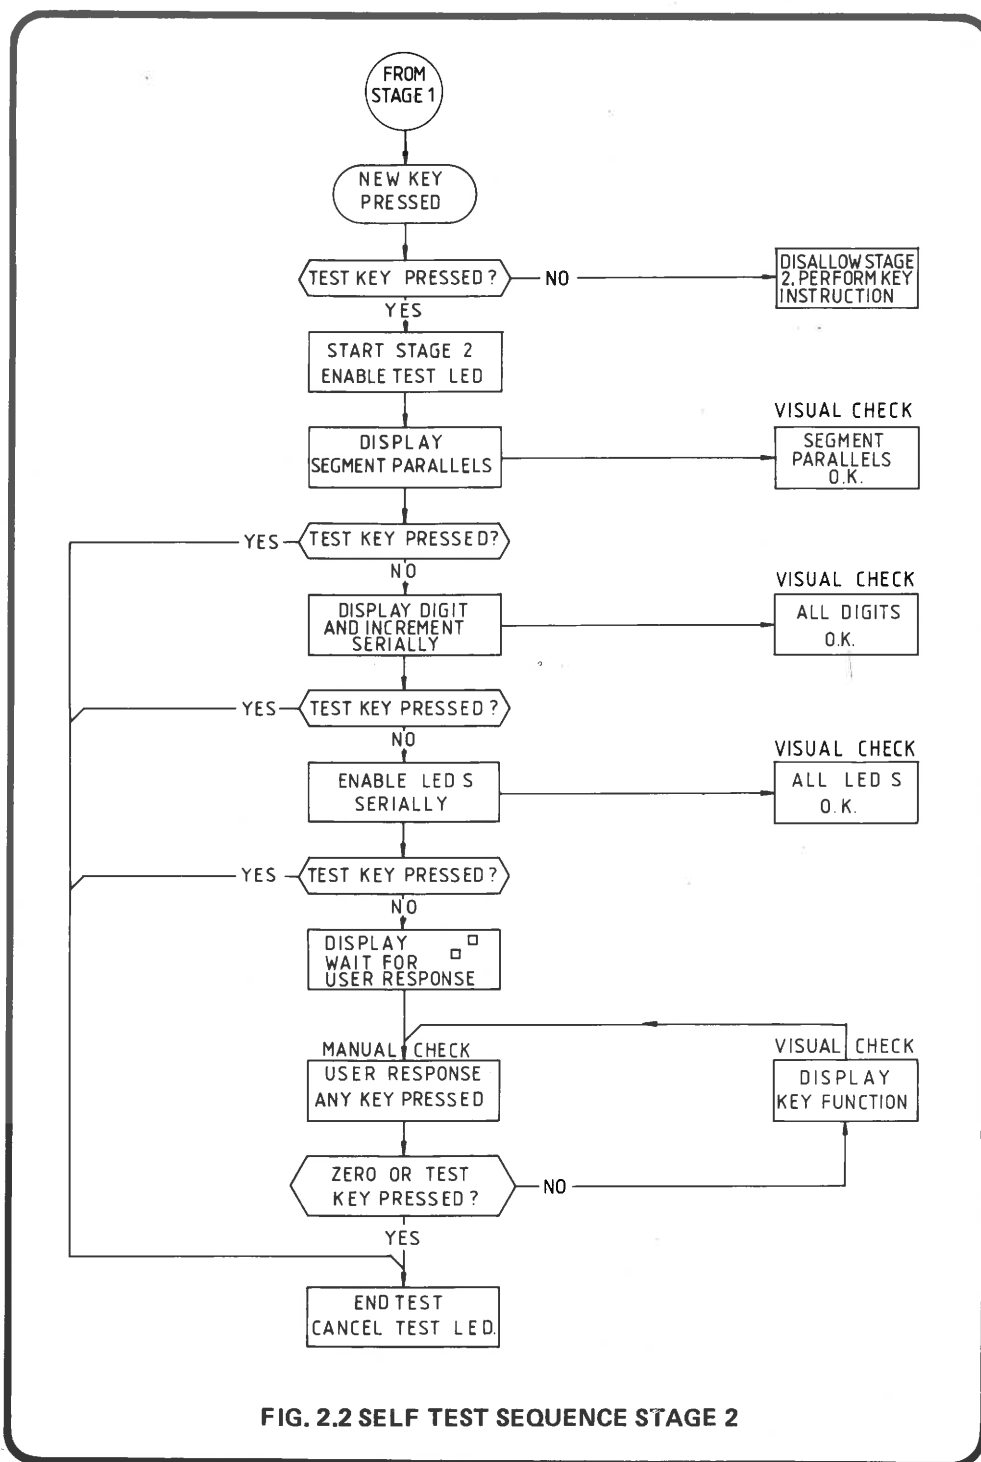 FROM
STAGE 1
NEW KEY
PRESSED
TEST KEY PRESSED?
NO
DISALLOW STAGE
2. PERFORM KEY
INSTRUCTION
YES
START STAGE 2
ENABLE TEST LED
DISPLAY
SEGMENT PARALLELS
VISUAL CHECK
SEGMENT
PARALLELS
O.K.
YES
TEST KEY PRESSED?
NO
DISPLAY DIGIT
AND INCREMENT
SERIALLY
VISUAL CHECK
ALL DIGITS
O.K.
YES
TEST KEY PRESSED?
NO
ENABLE LED S
SERIALLY
VISUAL CHECK
ALL LED S
O.K.
YES
TEST KEY PRESSED?
NO
DISPLAY
WAIT FOR
USER RESPONSE
MANUAL CHECK
USER RESPONSE
ANY KEY PRESSED
VISUAL CHECK
DISPLAY
KEY FUNCTION
ZERO OR TEST
KEY PRESSED?
NO
YES
END TEST
CANCEL TEST LED.
FIG. 2.2 SELF TEST SEQUENCE STAGE 2